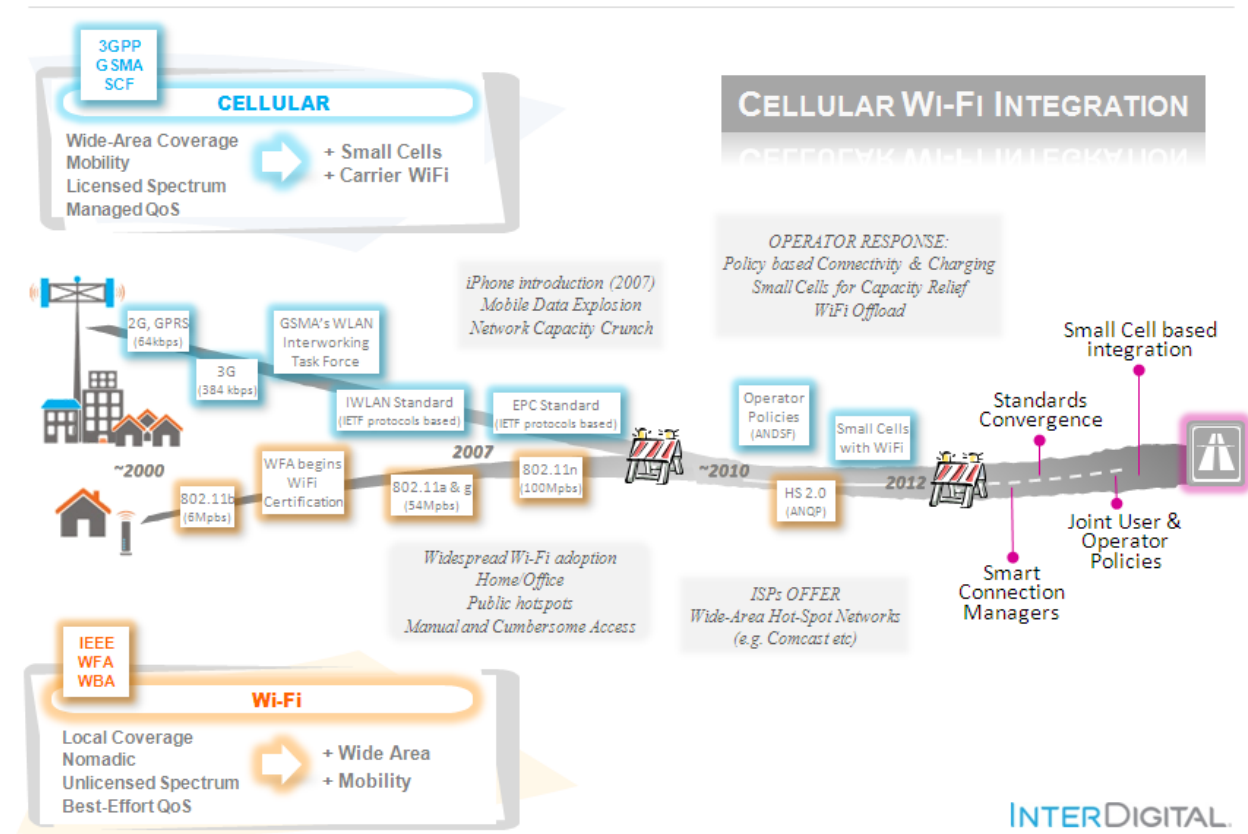 3GPP
GSMA
SCF
CELLULAR
Wide-Area Coverage
Mobility
Licensed Spectrum
Managed QoS
+ Small Cells
+ Carrier WiFi
CELLULAR WI-FI INTEGRATION
CELLULAR WI-FI INTEGRATION
iPhone introduction (2007)
Mobile Data Explosion
Network Capacity Crunch
OPERATOR RESPONSE:
Policy based Connectivity & Charging
Small Cells for Capacity Relief
WiFi Offload
2G, GPRS
(64kbps)
3G
(384 kbps)
GSMA's WLAN
Interworking
Task Force
IWLAN Standard
(IETF protocols based)
EPC Standard
(IETF protocols based)
Operator
Policies
(ANDSF)
Small Cells
with WiFi
Standards
Convergence
Small Cell based
integration
~2000
2007
~2010
2012
802.11b
(6Mpbs)
WFA begins
WiFi
Certification
802.11a & g
(54Mpbs)
802.11n
(100Mpbs)
HS 2.0
(ANQP)
Smart
Connection
Managers
Joint User &
Operator
Policies
Widespread Wi-Fi adoption
Home/Office
Public hotspots
Manual and Cumbersome Access
ISPs OFFER
Wide-Area Hot-Spot Networks
(e.g. Comcast etc)
IEEE
WFA
WBA
Wi-Fi
Local Coverage
Nomadic
Unlicensed Spectrum
Best-Effort QoS
+ Wide Area
+ Mobility
INTERDIGITAL.